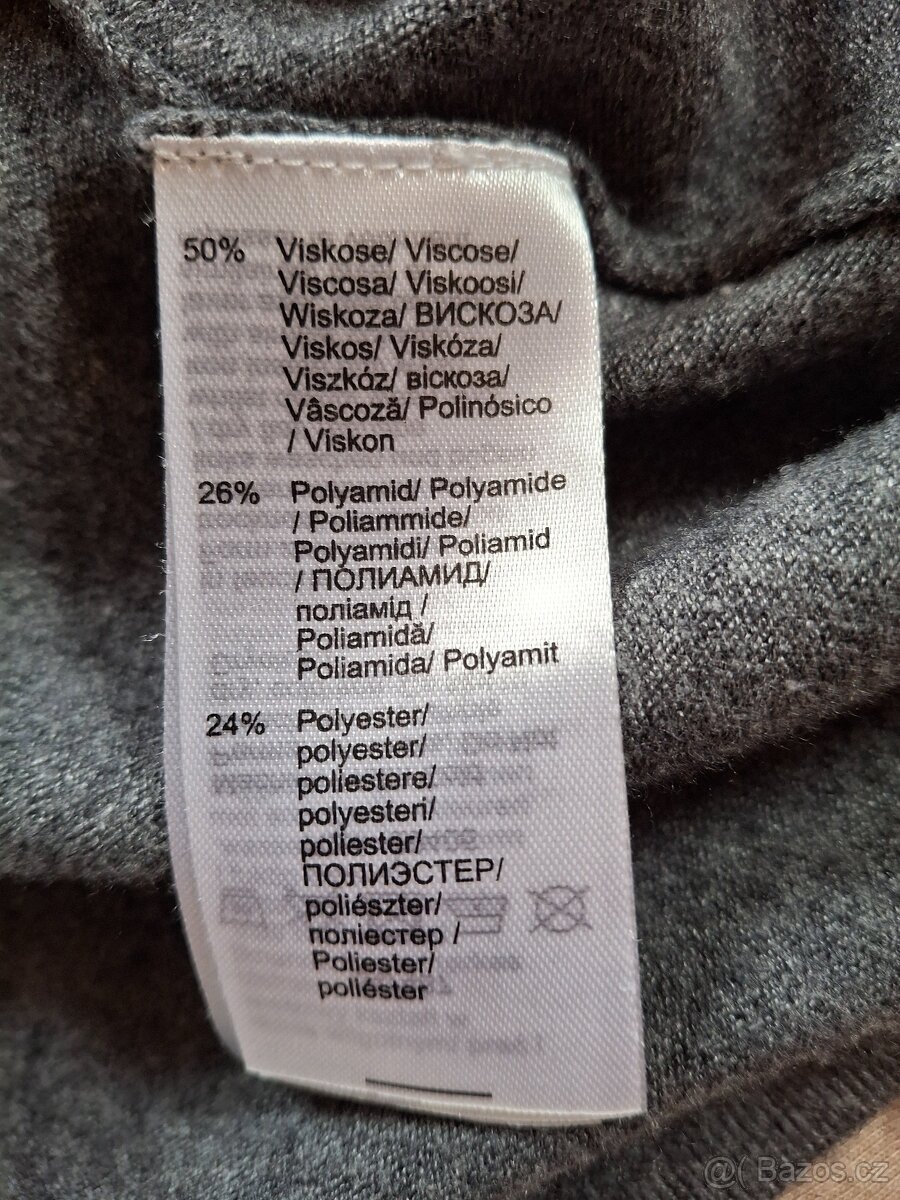 50% Viskose/ Viscose/
Viscosa/ Viskoosi/
Wiskoza/ ВИСКОЗА/
Viskos/ Viskóza/
Viszkóz/ віскоза/
Vâscoză/ Polinósico
/ Viskon
26% Polyamid/ Polyamide
/ Poliammide/
Polyamidi/ Poliamid
/ ПОЛИАМИД/
поліамід /
Poliamidă/
Poliamida/ Polyamit
24% Polyester/
polyester/
poliestere/
polyesteri/
poliester/
ПОЛИЭСТЕР/
poliészter/
поліестер /
Poliester/
poliéster
@( Bazos.cz